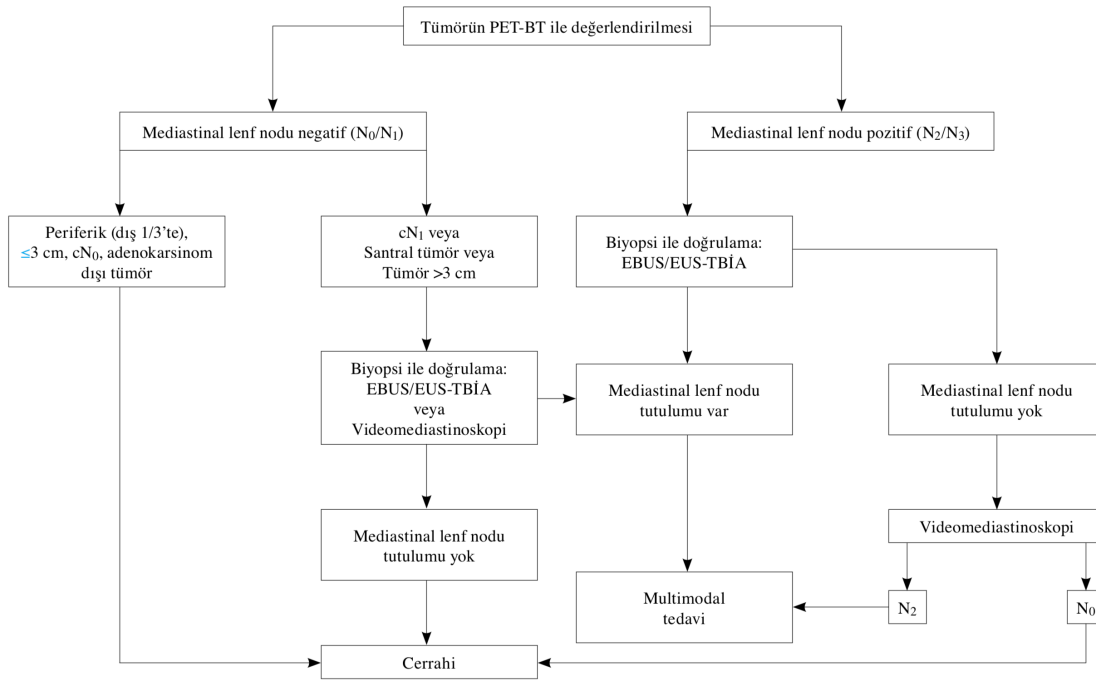 Tümörün PET-BT ile değerlendirilmesi
Mediastinal lenf nodu negatif (N₀/N₁)
Mediastinal lenf nodu pozitif (N₂/N₃)
Periferik (dış 1/3’te),
≤3 cm, cN₀, adenokarsinom
dışı tümör
cN₁ veya
Santral tümör veya
Tümör >3 cm
Biyopsi ile doğrulama:
EBUS/EUS-TBİA
Biyopsi ile doğrulama:
EBUS/EUS-TBİA
veya
Videomediastinoskopi
Mediastinal lenf nodu
tutulumu var
Mediastinal lenf nodu
tutulumu yok
Mediastinal lenf nodu
tutulumu yok
Videomediastinoskopi
Multimodal
tedavi
N₂
N₀
Cerrahi